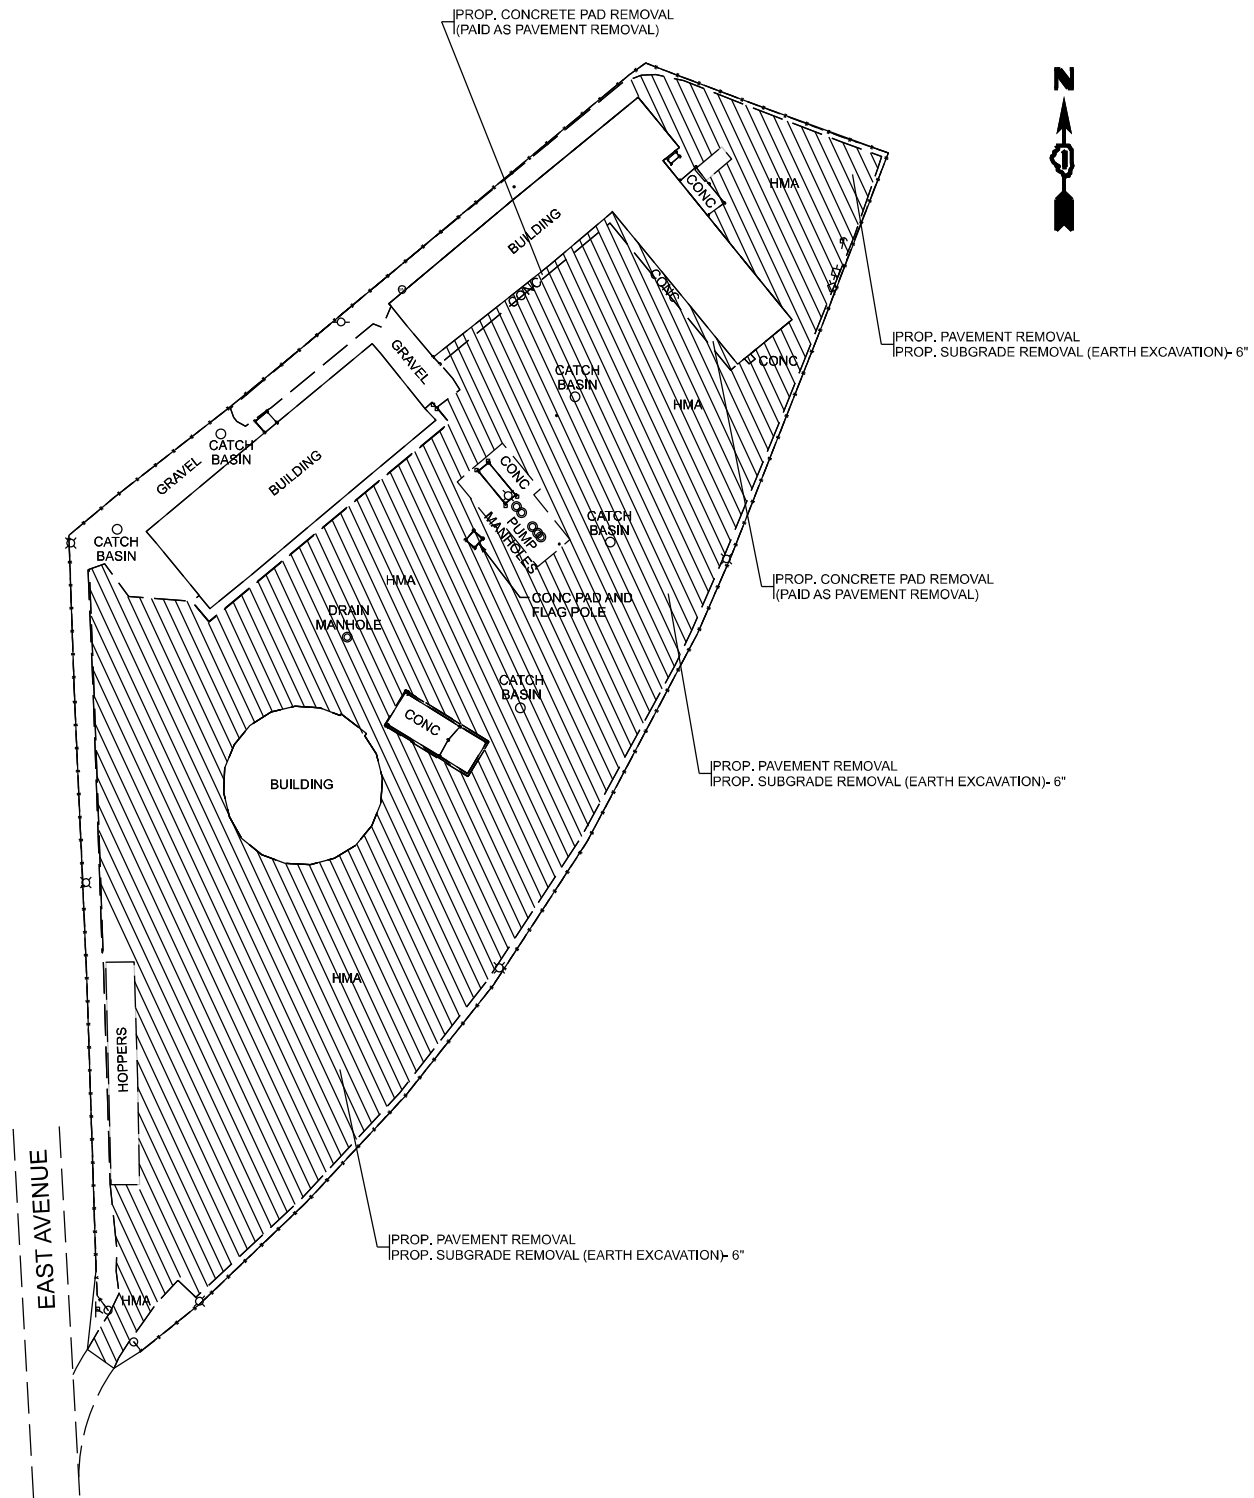 PROP. CONCRETE PAD REMOVAL
(PAID AS PAVEMENT REMOVAL)
N
HMA
CONC
BUILDING
CONC
CONC
PROP. PAVEMENT REMOVAL
PROP. SUBGRADE REMOVAL (EARTH EXCAVATION)- 6"
GRAVEL
CONC
CATCH
BASIN
HMA
CATCH
BASIN
BUILDING
GRAVEL
CONC
CATCH
BASIN
PUMP
MANHOLES
CATCH
BASIN
HMA
PROP. CONCRETE PAD REMOVAL
(PAID AS PAVEMENT REMOVAL)
CONC PAD AND
FLAG POLE
DRAIN
MANHOLE
CATCH
BASIN
CONC
BUILDING
PROP. PAVEMENT REMOVAL
PROP. SUBGRADE REMOVAL (EARTH EXCAVATION)- 6"
HMA
HOPPERS
EAST AVENUE
PROP. PAVEMENT REMOVAL
PROP. SUBGRADE REMOVAL (EARTH EXCAVATION)- 6"
HMA